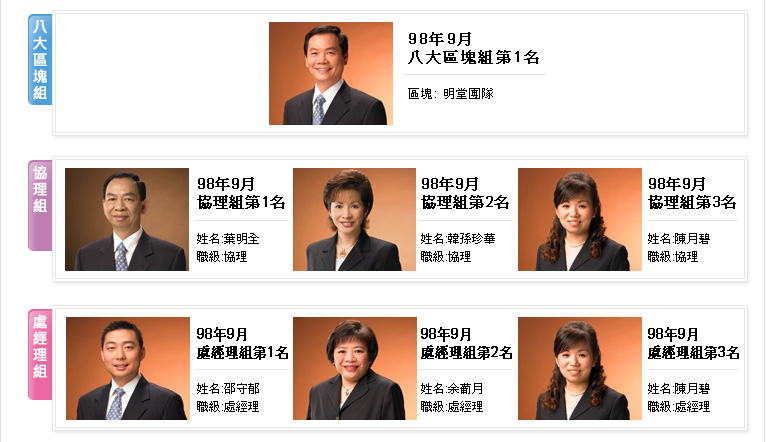 八大區塊組
98年9月
八大區塊組第1名
區塊: 明堂團隊
協理組
98年9月
協理組第1名
姓名:葉明全
職級:協理
98年9月
協理組第2名
姓名:韓孫珍華
職級:協理
98年9月
協理組第3名
姓名:陳月碧
職級:協理
處經理組
98年9月
處經理組第1名
姓名:邵守郁
職級:處經理
98年9月
處經理組第2名
姓名:余蔔月
職級:處經理
98年9月
處經理組第3名
姓名:陳月碧
職級:處經理